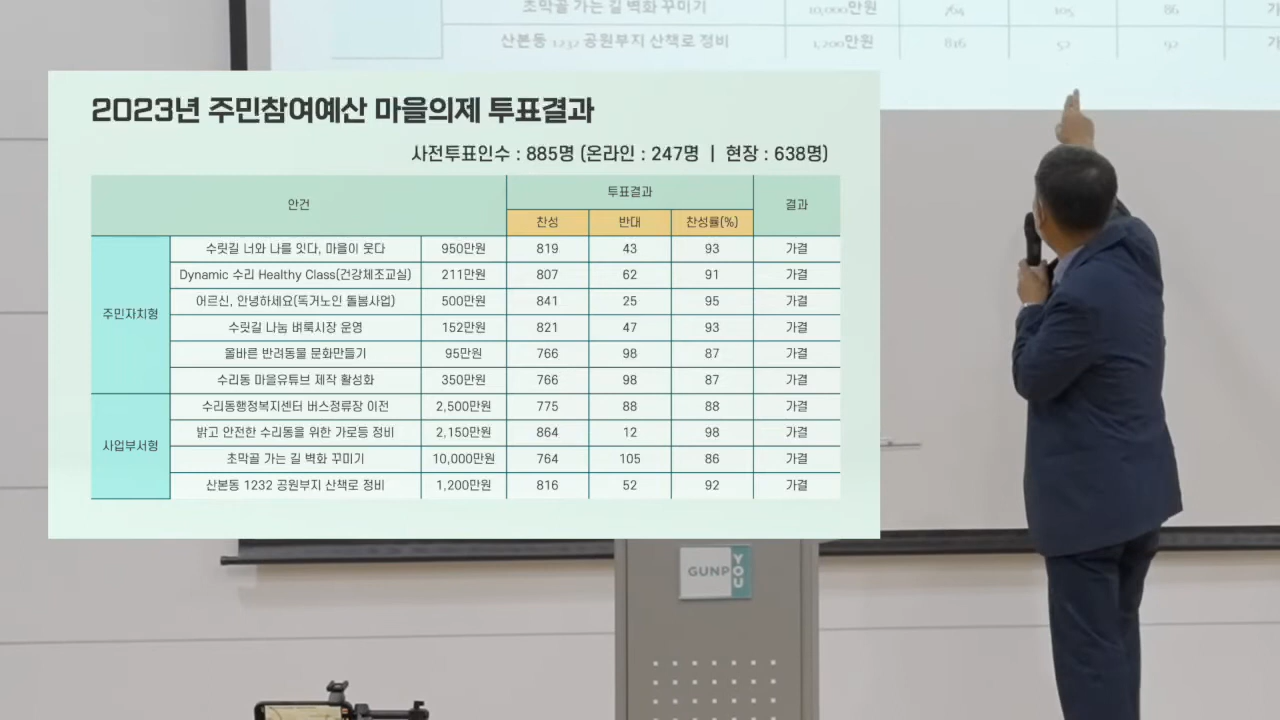 초막골 가는 길 벽화 꾸미기 10,000만원 764 105 86
산본동 1232 공원부지 산책로 정비 1,200만원 816 52 92
2023년 주민참여예산 마을의제 투표결과
사전투표인수 : 885명 (온라인 : 247명 | 현장 : 638명)
안건 투표결과 결과
찬성 반대 찬성률(%)
주민자치형
수릿길 너와 나를 잇다, 마을이 웃다 950만원 819 43 93 가결
Dynamic 수리 Healthy Class(건강체조교실) 211만원 807 62 91 가결
어르신, 안녕하세요(독거노인 돌봄사업) 500만원 841 25 95 가결
수릿길 나눔 벼룩시장 운영 152만원 821 47 93 가결
올바른 반려동물 문화만들기 95만원 766 98 87 가결
수리동 마을유튜브 제작 활성화 350만원 766 98 87 가결
사업부서형
수리동행정복지센터 버스정류장 이전 2,500만원 775 88 88 가결
밝고 안전한 수리동을 위한 가로등 정비 2,150만원 864 12 98 가결
초막골 가는 길 벽화 꾸미기 10,000만원 764 105 86 가결
산본동 1232 공원부지 산책로 정비 1,200만원 816 52 92 가결
GUNP YOU